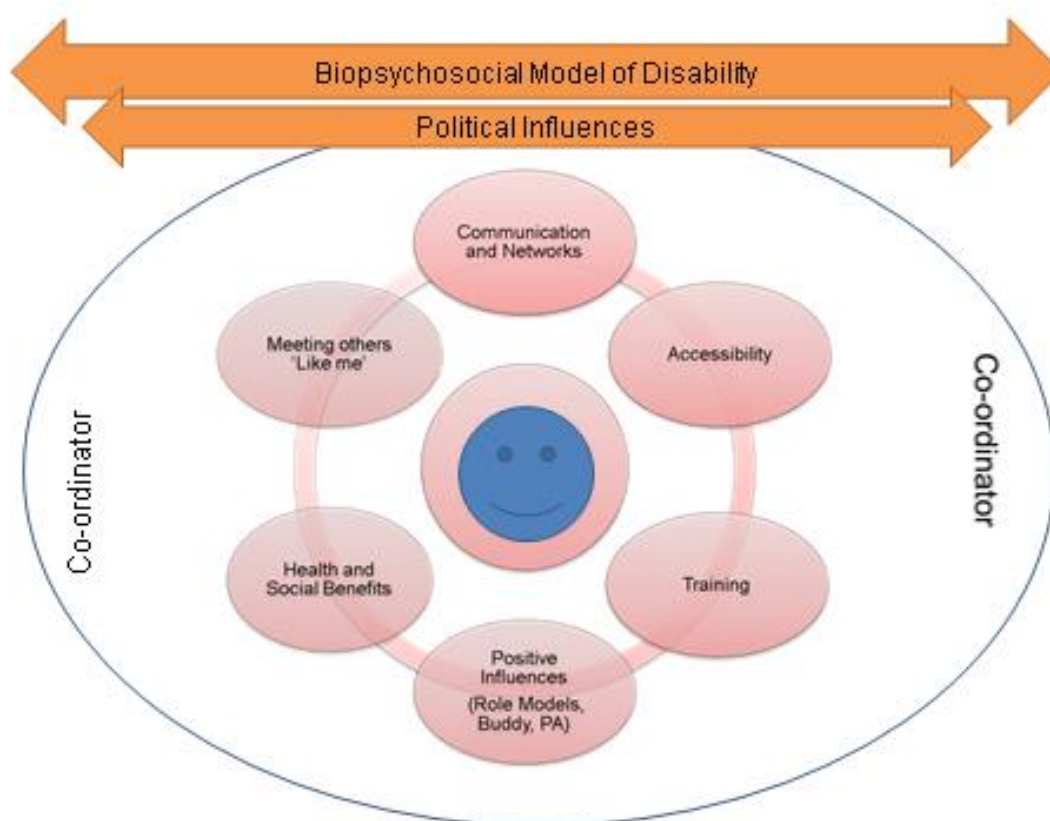 Biopsychosocial Model of Disability
Political Influences
Communication
and Networks
Meeting others
'Like me'
Accessibility
Co-ordinator
Co-ordinator
Health and
Social Benefits
Training
Positive
Influences
(Role Models,
Buddy, PA)